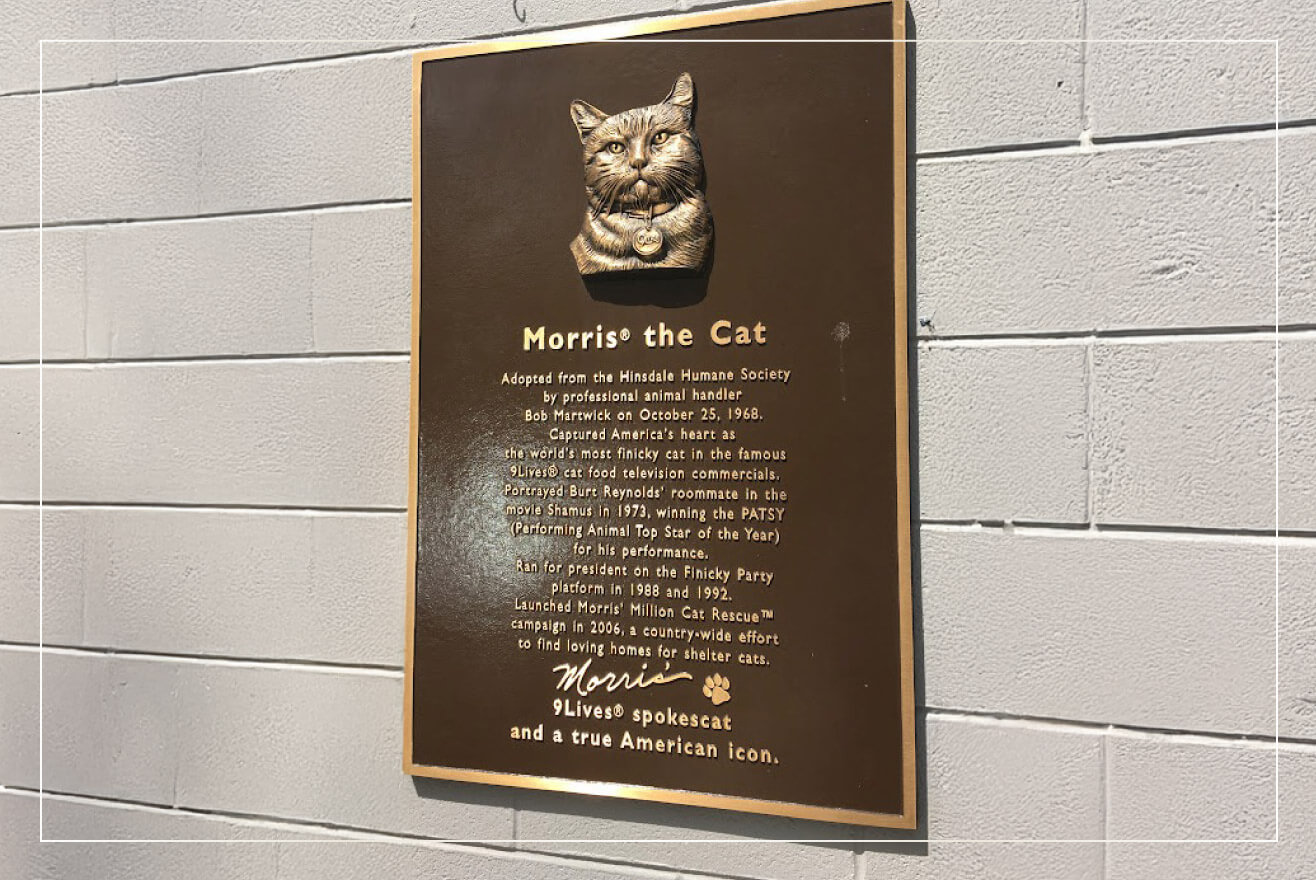 Morris® the Cat
Adopted from the Hinsdale Humane Society
by professional animal handler
Bob Martwick on October 25, 1968.
Captured America's heart as
the world's most finicky cat in the famous
9Lives® cat food television commercials.
Portrayed Burt Reynolds' roommate in the
movie Shamus in 1973, winning the PATSY
(Performing Animal Top Star of the Year)
for his performance.
Ran for president on the Finicky Party
platform in 1988 and 1992.
Launched Morris' Million Cat Rescue™
campaign in 2006, a country-wide effort
to find loving homes for shelter cats.
Morris
9Lives® spokescat
and a true American icon.